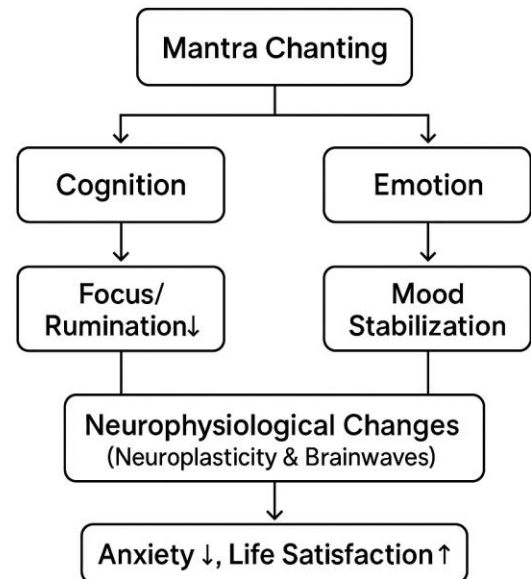 Mantra Chanting
Cognition
Emotion
Focus/
Rumination↓
Mood
Stabilization
Neurophysiological Changes
(Neuroplasticity & Brainwaves)
Anxiety ↓, Life Satisfaction ↑